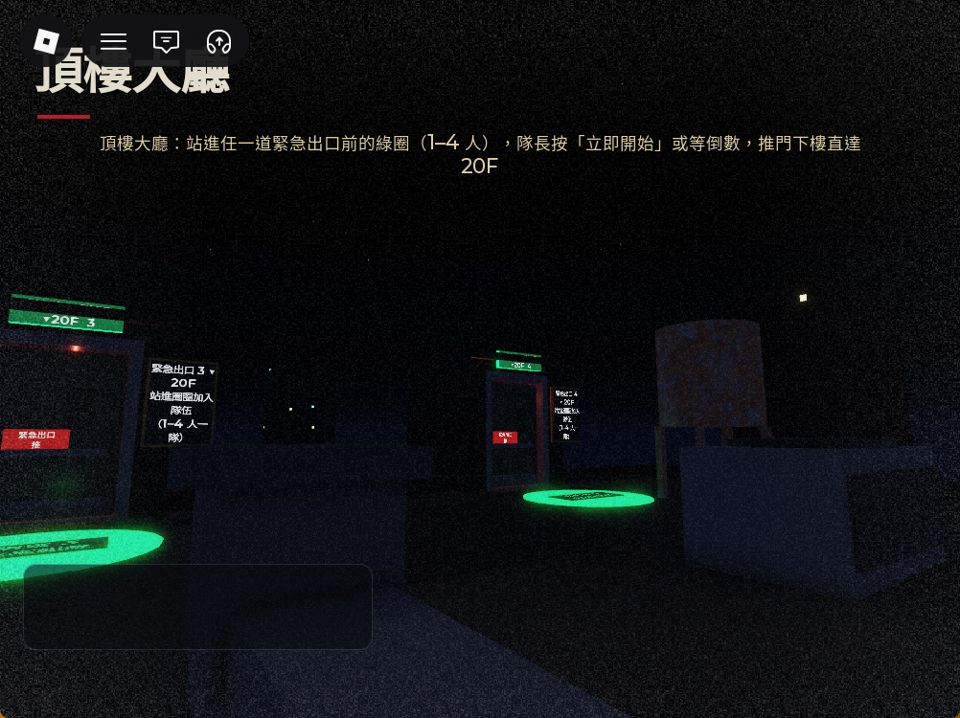 頂樓大廳
頂樓大廳：站進任一道緊急出口前的綠圈（1–4 人），隊長按「立即開始」或等倒數，推門下樓直達
20F
▼20F 3
緊急出口 3 ▼
20F
站進圈圈加入
隊伍
（1–4 人一
隊）
緊急出口
20F 4